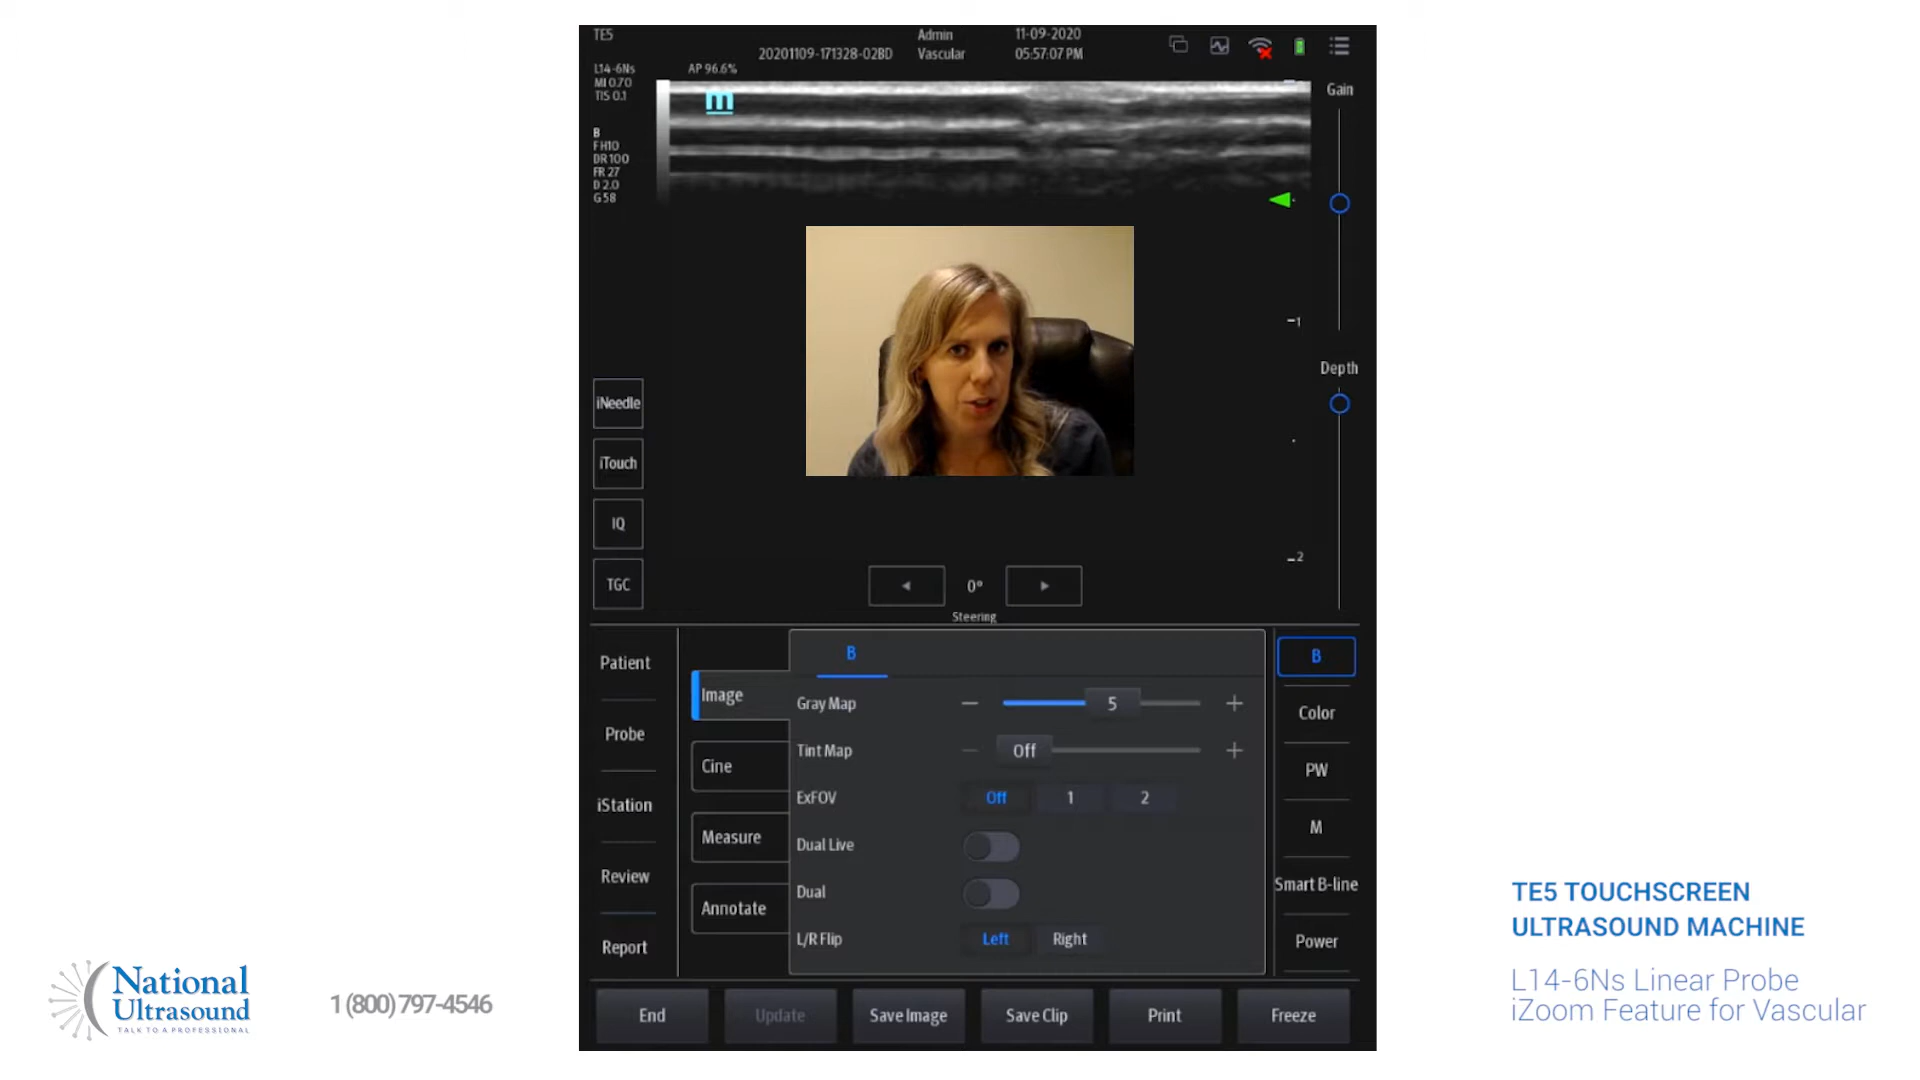 TE5
20201109-171328-02BD
Admin
Vascular
11-09-2020
05:57:07 PM
L14-6Ns
MI 0.70
TIS 0.1
AP 96.6%
m
Gain
B
F H10
DR 100
FR 27
D 2.0
G 58
1
Depth
iNeedle
iTouch
IQ
2
TGC
0°
Steering
Patient
Probe
iStation
Review
Report
Image
Cine
Measure
Annotate
B
Gray Map
5
Tint Map
Off
ExFOV
Off 1 2
Dual Live
Dual
L/R Flip
Left Right
B
Color
PW
M
Smart B-line
Power
End
Update
Save Image
Save Clip
Print
Freeze
National
Ultrasound
TALK TO A PROFESSIONAL
1 (800) 797-4546
TE5 TOUCHSCREEN
ULTRASOUND MACHINE
L14-6Ns Linear Probe
iZoom Feature for Vascular